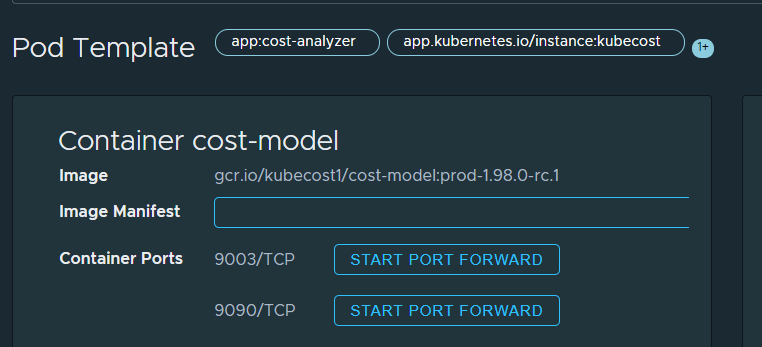 Pod Template app:cost-analyzer app.kubernetes.io/instance:kubecost 1+
Container cost-model
Image gcr.io/kubecost1/cost-model:prod-1.98.0-rc.1
Image Manifest
Container Ports 9003/TCP START PORT FORWARD
9090/TCP START PORT FORWARD